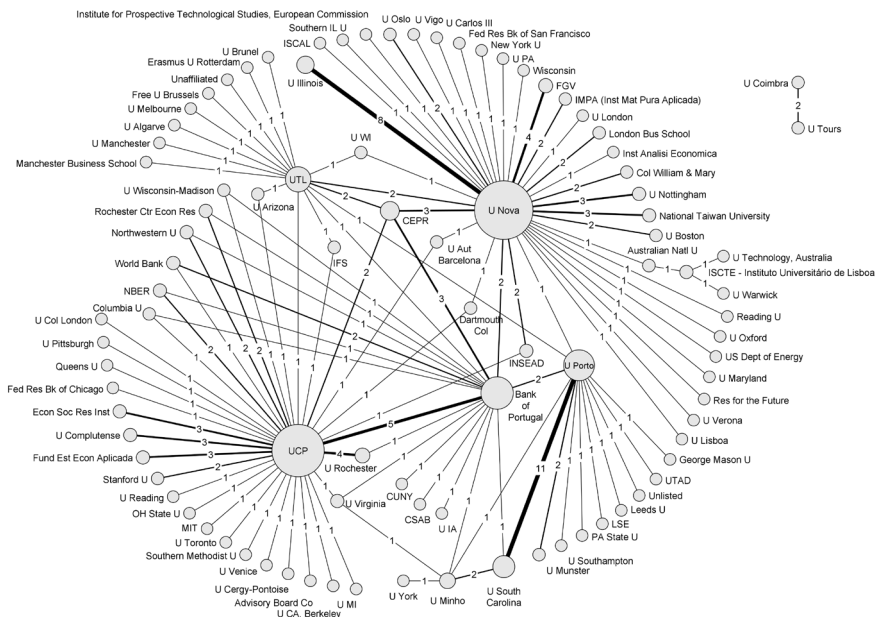 Institute for Prospective Technological Studies, European Commission
Southern IL U
U Oslo
U Vigo
U Carlos III
Fed Res Bk of San Francisco
ISCAL
New York U
U PA
U Brunel
Erasmus U Rotterdam
U Illinois
Wisconsin
FGV
Unaffiliated
Free U Brussels
IMPA (Inst Mat Pura Aplicada)
U Coimbra
2
U Tours
U Melbourne
U London
U Algarve
London Bus School
U Manchester
U WI
Inst Analisi Economica
Manchester Business School
UTL
Col William & Mary
U Wisconsin-Madison
U Arizona
U Nottingham
Rochester Ctr Econ Res
CEPR
U Nova
National Taiwan University
Northwestern U
U Boston
U Aut
Barcelona
IFS
Australian Natl U
U Technology, Australia
World Bank
ISCTE - Instituto Universitário de Lisboa
NBER
U Warwick
Columbia U
Dartmouth
Col
Reading U
U Col London
U Oxford
U Pittsburgh
INSEAD
US Dept of Energy
Queens U
U Porto
U Maryland
Fed Res Bk of Chicago
Bank
of
Portugal
Res for the Future
Econ Soc Res Inst
U Verona
U Complutense
U Lisboa
Fund Est Econ Aplicada
UCP
U Rochester
George Mason U
Stanford U
UTAD
U Reading
U Virginia
CUNY
Unlisted
OH State U
CSAB
Leeds U
MIT
U IA
LSE
U Toronto
PA State U
Southern Methodist U
U Southampton
U Venice
U Munster
U Cergy-Pontoise
U York
U Minho
U South
Carolina
Advisory Board Co
U MI
U CA, Berkeley
8
4
3
5
11